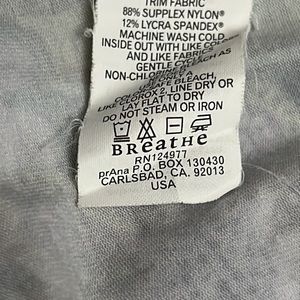 TRIM FABRIC
88% SUPPLEX NYLON®
12% LYCRA SPANDEX®
MACHINE WASH COLD
INSIDE OUT WITH LIKE COLORS
AND LIKE FABRICS
GENTLE CYCLE
NON-CHLORINE BLEACH,
LIKE CLOROX 2, LINE DRY OR
LAY FLAT TO DRY
DO NOT STEAM OR IRON
BReatHe
RN124977
prAna P.O. BOX 130430
CARLSBAD, CA. 92013
USA